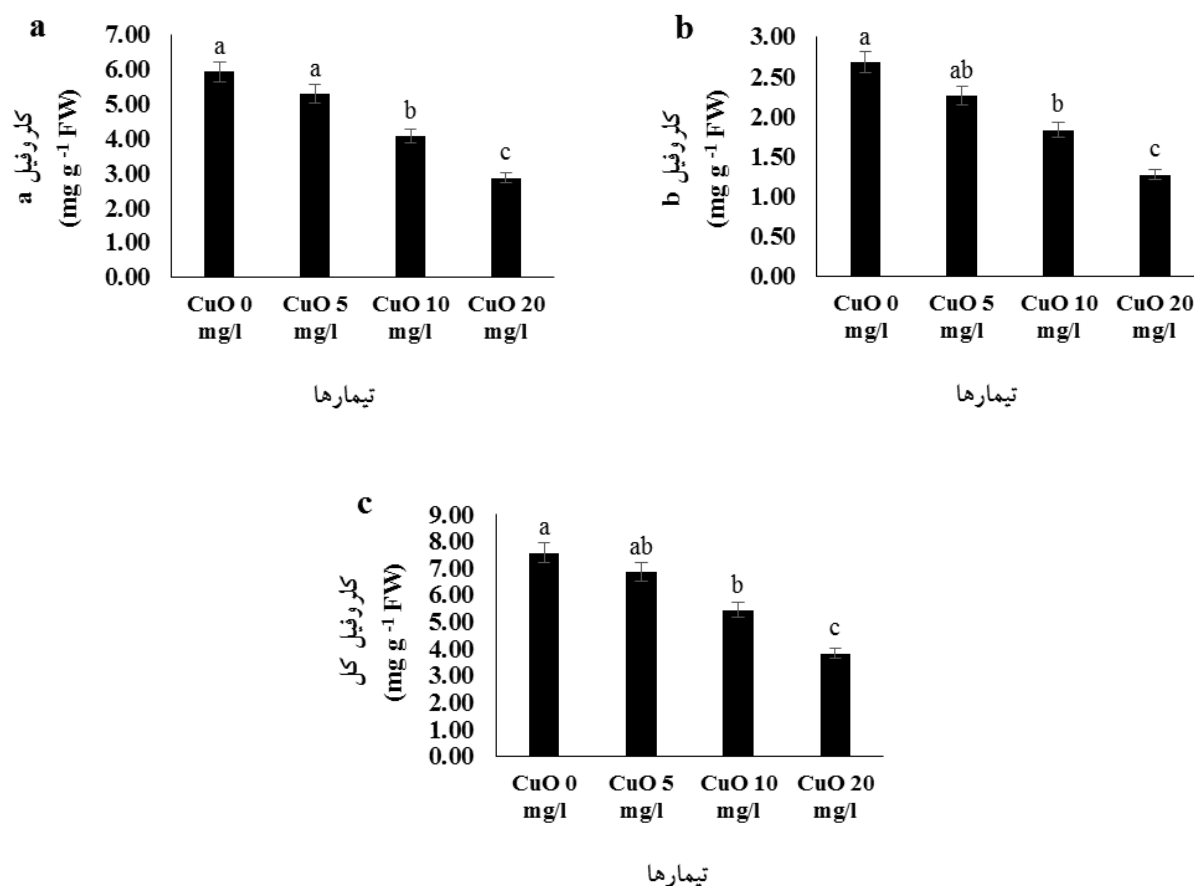 a
کلروفیل a
(mg g -1 FW)
7.00
6.00
5.00
4.00
3.00
2.00
1.00
0.00
a
a
b
c
CuO 0 mg/l
CuO 5 mg/l
CuO 10 mg/l
CuO 20 mg/l
تیمارها
b
کلروفیل b
(mg g -1 FW)
3.00
2.50
2.00
1.50
1.00
0.50
0.00
a
ab
b
c
CuO 0 mg/l
CuO 5 mg/l
CuO 10 mg/l
CuO 20 mg/l
تیمارها
c
کلروفیل کل
(mg g -1 FW)
9.00
8.00
7.00
6.00
5.00
4.00
3.00
2.00
1.00
0.00
a
ab
b
c
CuO 0 mg/l
CuO 5 mg/l
CuO 10 mg/l
CuO 20 mg/l
تیمارها